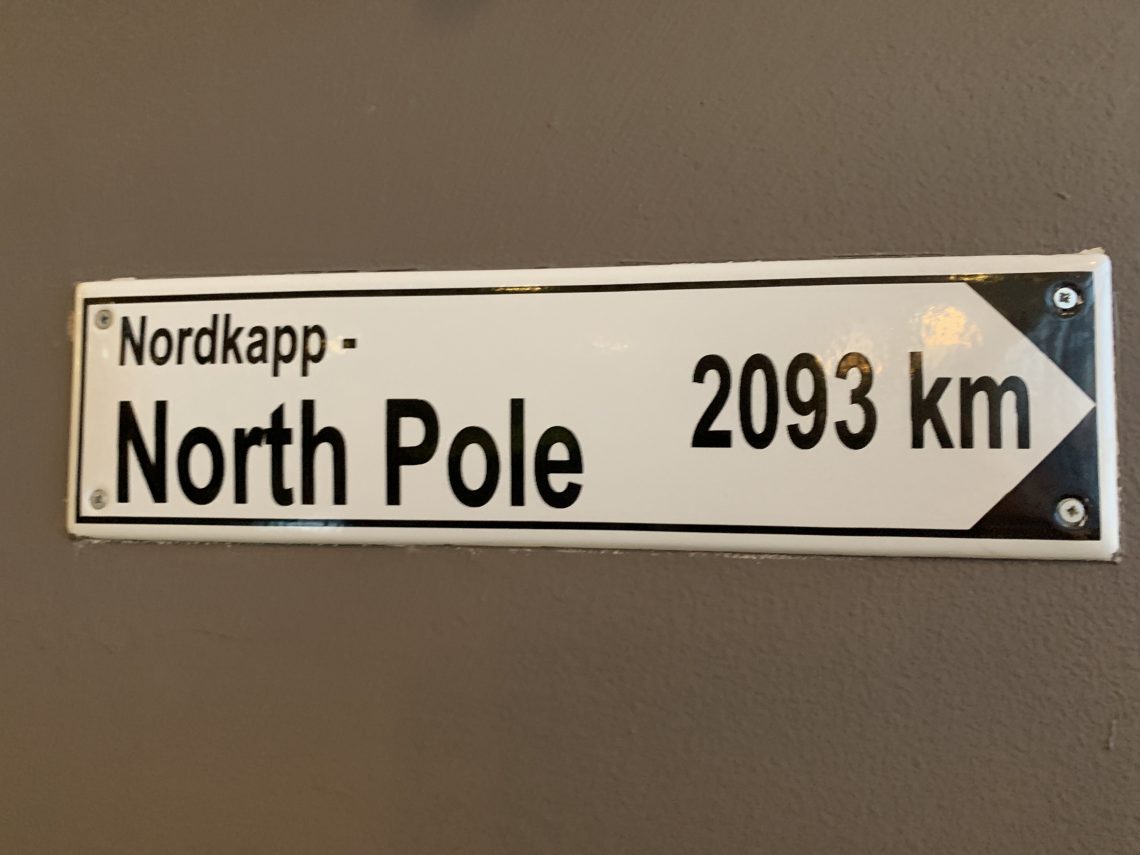 Nordkapp -
North Pole
2093 km